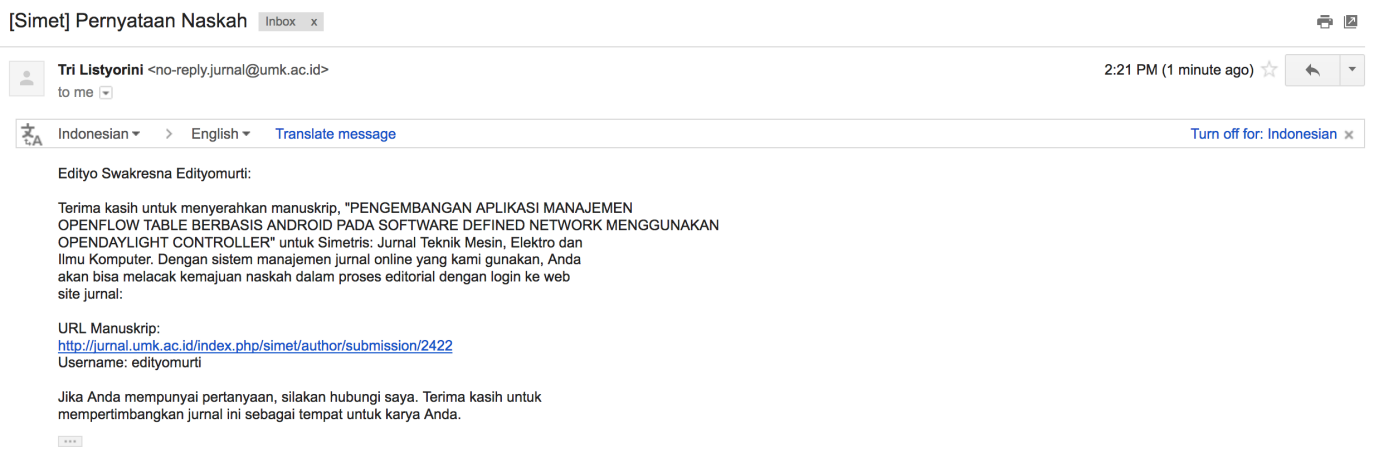 [Simet] Pernyataan Naskah Inbox x
Tri Listyorini <no-reply.jurnal@umk.ac.id> 2:21 PM (1 minute ago)
to me
Indonesian > English Translate message Turn off for: Indonesian x
Edityo Swakresna Edityomurti:
Terima kasih untuk menyerahkan manuskrip, "PENGEMBANGAN APLIKASI MANAJEMEN
OPENFLOW TABLE BERBASIS ANDROID PADA SOFTWARE DEFINED NETWORK MENGGUNAKAN
OPENDAYLIGHT CONTROLLER" untuk Simetris: Jurnal Teknik Mesin, Elektro dan
Ilmu Komputer. Dengan sistem manajemen jurnal online yang kami gunakan, Anda
akan bisa melacak kemajuan naskah dalam proses editorial dengan login ke web
site jurnal:
URL Manuskrip:
http://jurnal.umk.ac.id/index.php/simet/author/submission/2422
Username: edityomurti
Jika Anda mempunyai pertanyaan, silakan hubungi saya. Terima kasih untuk
mempertimbangkan jurnal ini sebagai tempat untuk karya Anda.